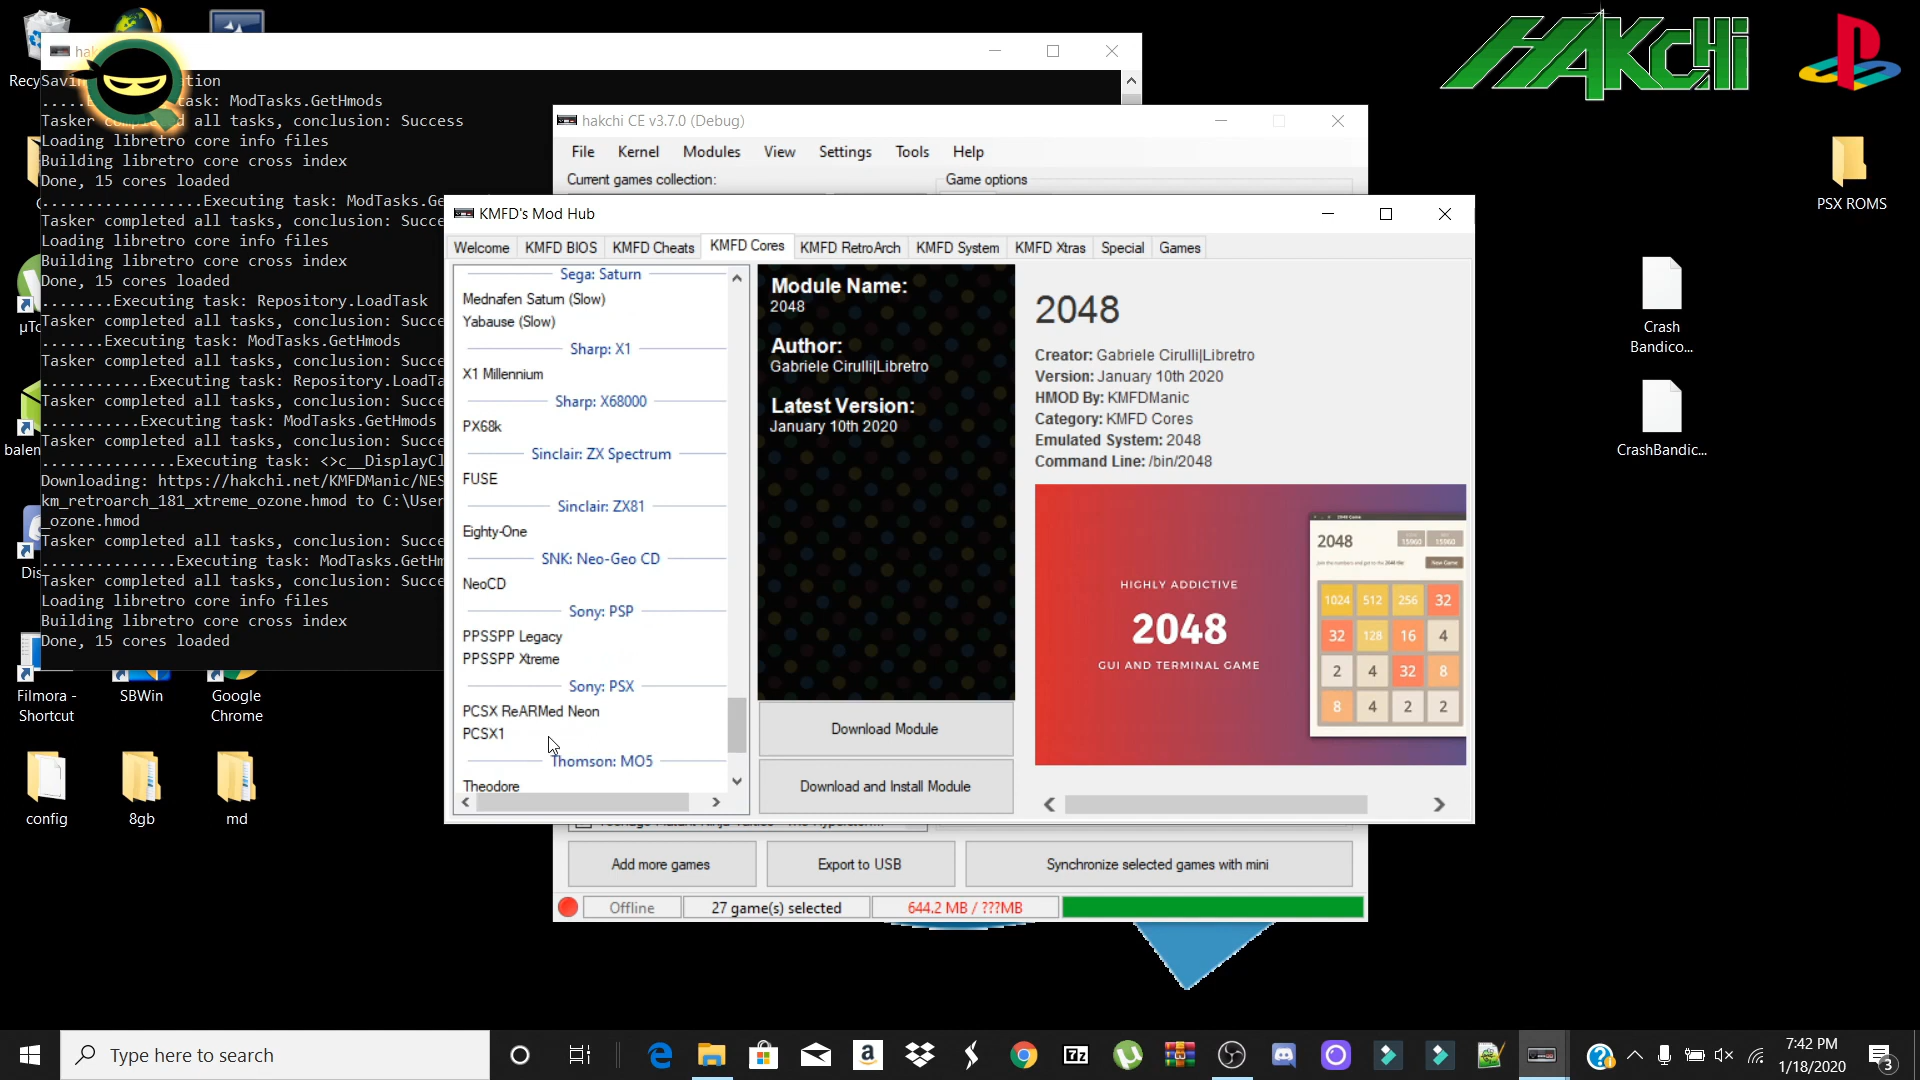 HAKCHI
Recy
hak
Saving
ation
.....E
task: ModTasks.GetHmods
Tasker comp
d all tasks, conclusion: Success
Loading libretro core info files
Building libretro core cross index
Done, 15 cores loaded
..................Executing task: ModTasks.Ge
Tasker completed all tasks, conclusion: Succe
Loading libretro core info files
Building libretro core cross index
Done, 15 cores loaded
........Executing task: Repository.LoadTask
Tasker completed all tasks, conclusion: Succe
.......Executing task: ModTasks.GetHmods
Tasker completed all tasks, conclusion: Succe
............Executing task: Repository.LoadTa
Tasker completed all tasks, conclusion: Succe
...........Executing task: ModTasks.GetHmods
Tasker completed all tasks, conclusion: Succe
...............Executing task: <>c__DisplayCl
Downloading: https://hakchi.net/KMFDManic/NES
km_retroarch_181_xtreme_ozone.hmod to C:\User
_ozone.hmod
Tasker completed all tasks, conclusion: Succe
...............Executing task: ModTasks.GetHm
Tasker completed all tasks, conclusion: Succe
Loading libretro core info files
Building libretro core cross index
Done, 15 cores loaded
µTo
balen
Dis
Filmora -
Shortcut
SBWin
Google
Chrome
config
8gb
md
hakchi CE v3.7.0 (Debug)
File Kernel Modules View Settings Tools Help
Current games collection:
Game options
KMFD's Mod Hub
Welcome KMFD BIOS KMFD Cheats KMFD Cores KMFD RetroArch KMFD System KMFD Xtras Special Games
Sega: Saturn
Mednafen Saturn (Slow)
Yabause (Slow)
Sharp: X1
X1 Millennium
Sharp: X68000
PX68k
Sinclair: ZX Spectrum
FUSE
Sinclair: ZX81
Eighty-One
SNK: Neo-Geo CD
NeoCD
Sony: PSP
PPSSPP Legacy
PPSSPP Xtreme
Sony: PSX
PCSX ReARMed Neon
PCSX1
Thomson: MO5
Theodore
Module Name:
2048
Author:
Gabriele Cirulli|Libretro
Latest Version:
January 10th 2020
Download Module
Download and Install Module
2048
Creator: Gabriele Cirulli|Libretro
Version: January 10th 2020
HMOD By: KMFDManic
Category: KMFD Cores
Emulated System: 2048
Command Line: /bin/2048
HIGHLY ADDICTIVE
2048
GUI AND TERMINAL GAME
2048
15960 15960
New Game
1024 512 256 32
32 128 16 4
2 4 32 8
8 4 2 2
Add more games
Export to USB
Synchronize selected games with mini
Offline
27 game(s) selected
644.2 MB / ???MB
PSX ROMS
Crash
Bandico...
CrashBandic...
Type here to search
7z
7:42 PM
1/18/2020
3